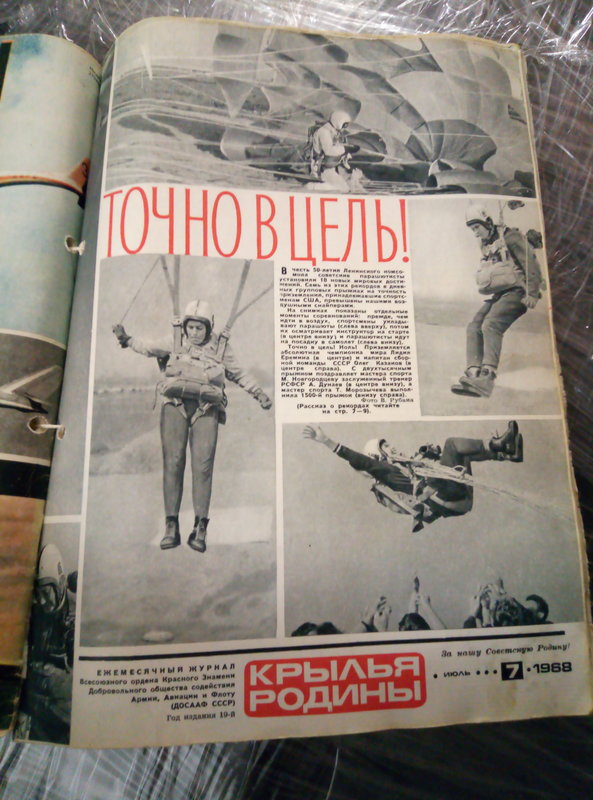 ТОЧНО В ЦЕЛЬ!
В честь 50-летия Ленинского комсо-
мола советские парашютисты
установили 10 новых мировых дости-
жений. Семь из этих рекордов в днев-
ных групповых прыжках на точность
приземления, принадлежавшие спортс-
менам США, превышены нашими воз-
душными снайперами.
На снимках показаны отдельные
моменты соревнований: прежде, чем
идти в воздух, спортсмены уклады-
вают парашюты (слева вверху), потом
их осматривает инструктор на старте
(в центре внизу), и парашютисты идут
на посадку в самолет (слева внизу).
Точно в цель! Ноль! Приземляется
абсолютная чемпионка мира Лидия
Еремина (в центре) и капитан сбор-
ной команды СССР Олег Казаков (в
центре справа). С двухтысячным
прыжком поздравляет мастера спорта
М. Новгородцеву заслуженный тренер
РСФСР А. Дунаев (в центре внизу), а
мастер спорта Т. Морозычева выпол-
нила 1500-й прыжок (внизу справа).
Фото В. Рубана
(Рассказ о рекордах читайте
на стр. 7—9).
За нашу Советскую Родину!
ЕЖЕМЕСЯЧНЫЙ ЖУРНАЛ
Всесоюзного ордена Красного Знамени
Добровольного общества содействия
Армии, Авиации и Флоту
(ДОСААФ СССР)
Год издания 19-й
КРЫЛЬЯ
РОДИНЫ
• ИЮЛЬ • • • 7 • 1968